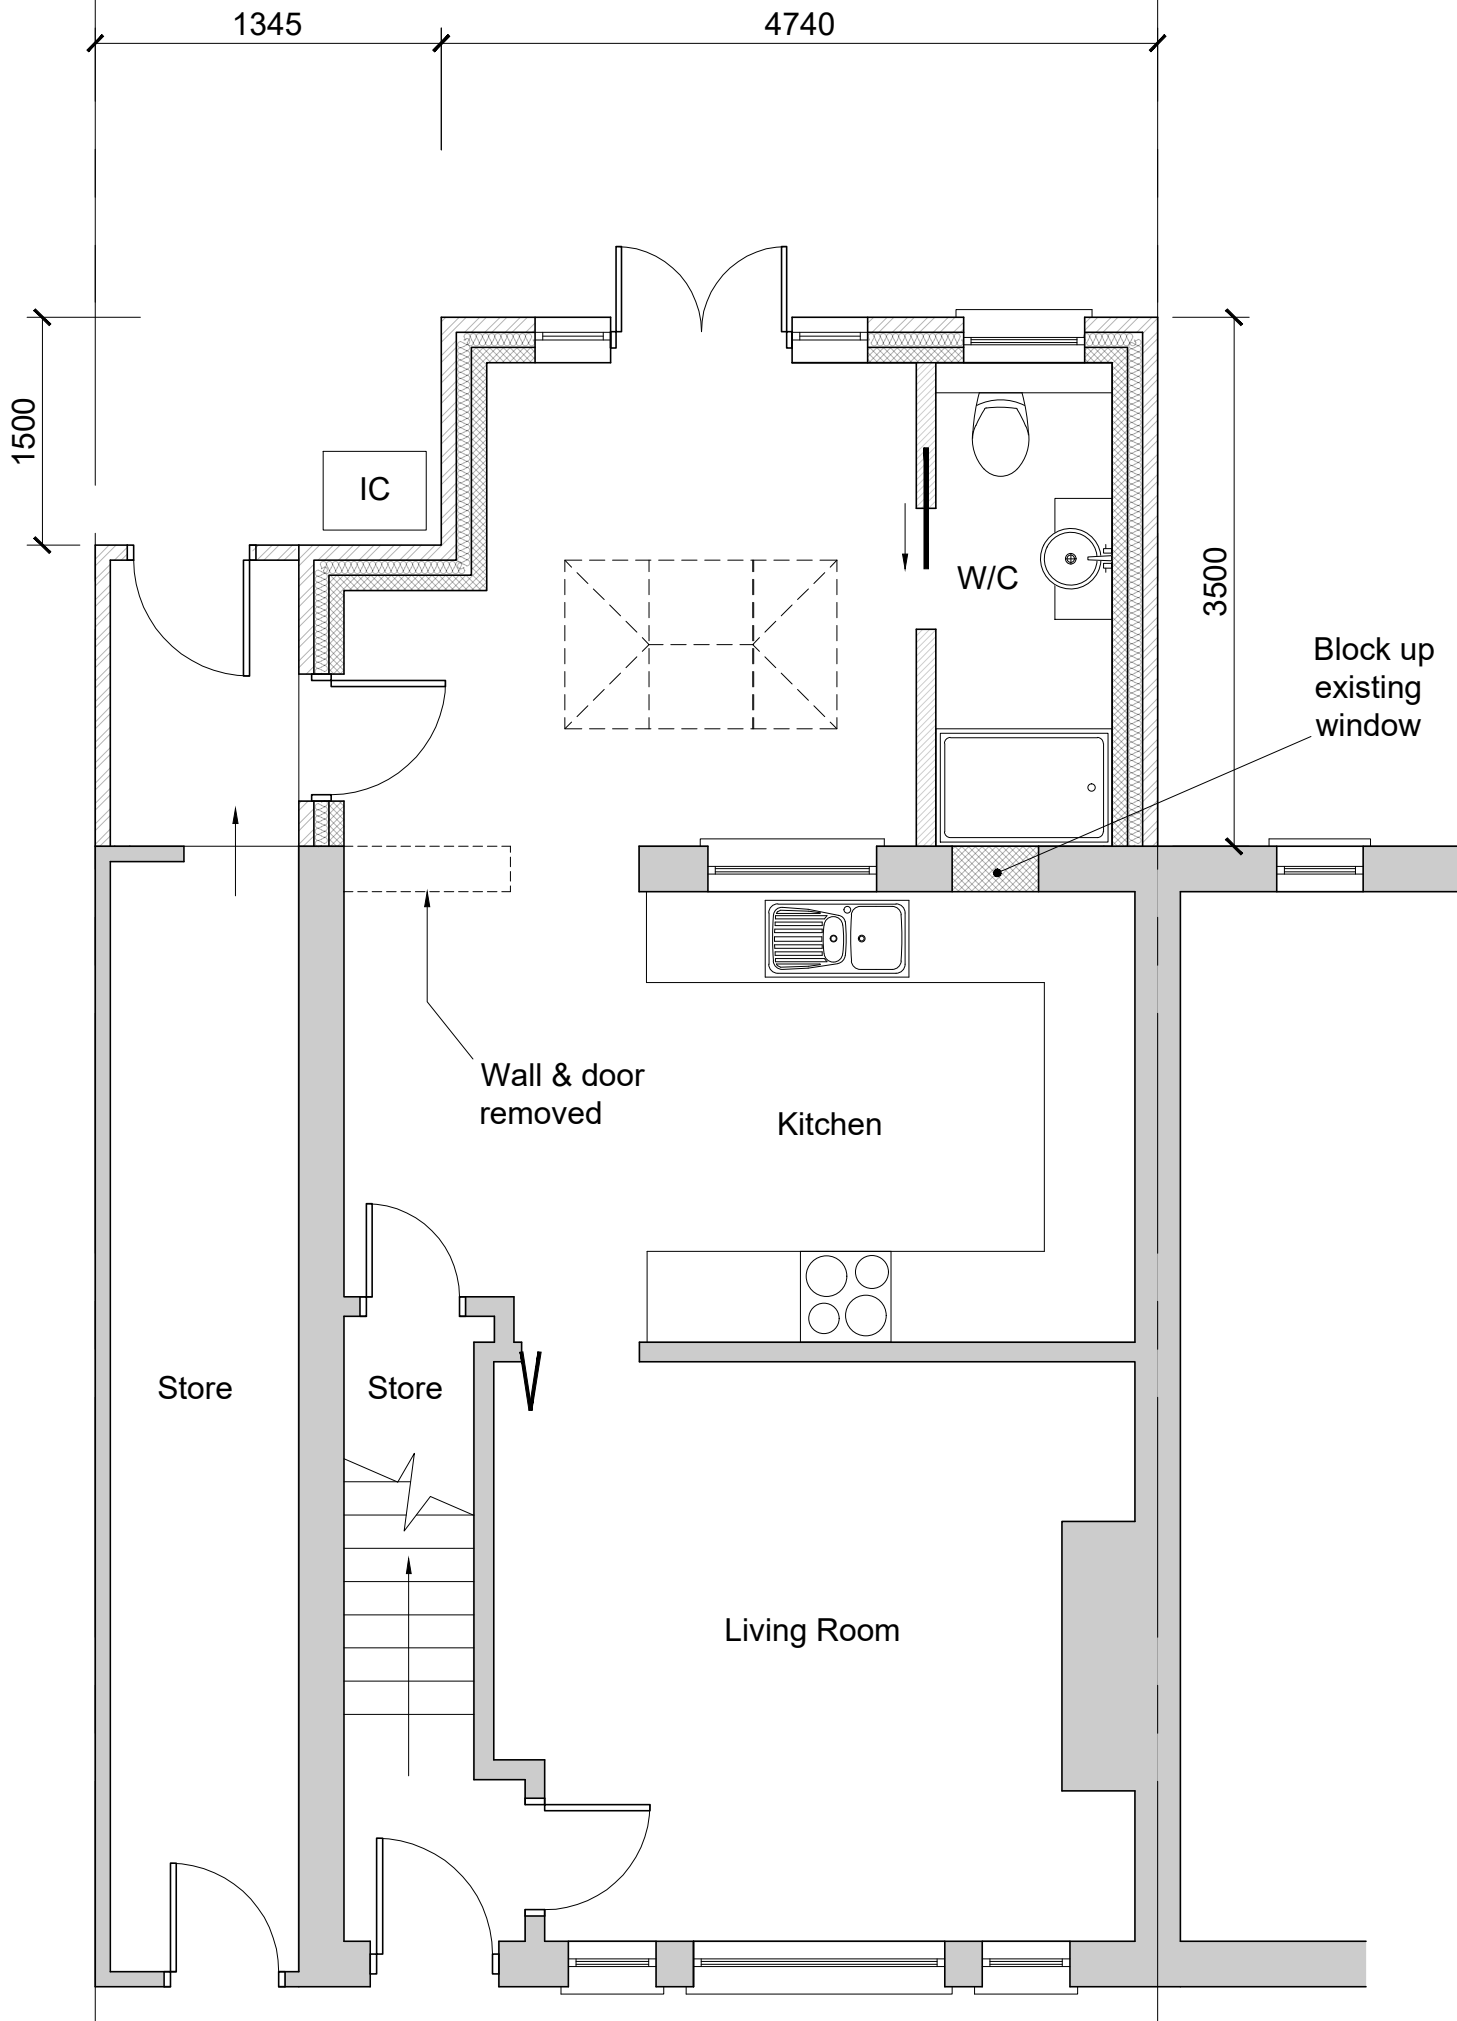 1345
4740
1500
IC
W/C
3500
Block up
existing
window
Wall & door
removed
Kitchen
Store
Store
Living Room